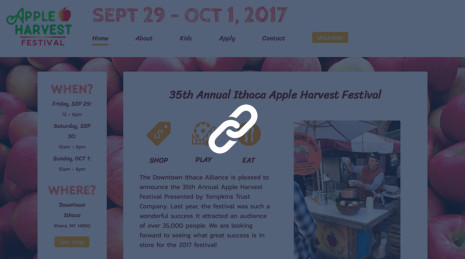 APPLE
HARVEST
FESTIVAL
SEPT 29 - OCT 1, 2017
Home About Kids Apply Contact Volunteer
WHEN?
Friday, SEP 29:
12 - 6pm
Saturday, SEP
30:
10am - 6pm
Sunday, OCT 1:
10am - 6pm
WHERE?
Downtown
Ithaca
Ithaca, NY 14850
35th Annual Ithaca Apple Harvest Festival
SHOP PLAY EAT
The Downtown Ithaca Alliance is pleased to
announce the 35th Annual Apple Harvest
Festival Presented by Tompkins Trust
Company. Last year, the festival was such a
wonderful success it attracted an audience
of over 35,000 people. We are looking
forward to seeing what great success is in
store for the 2017 festival!